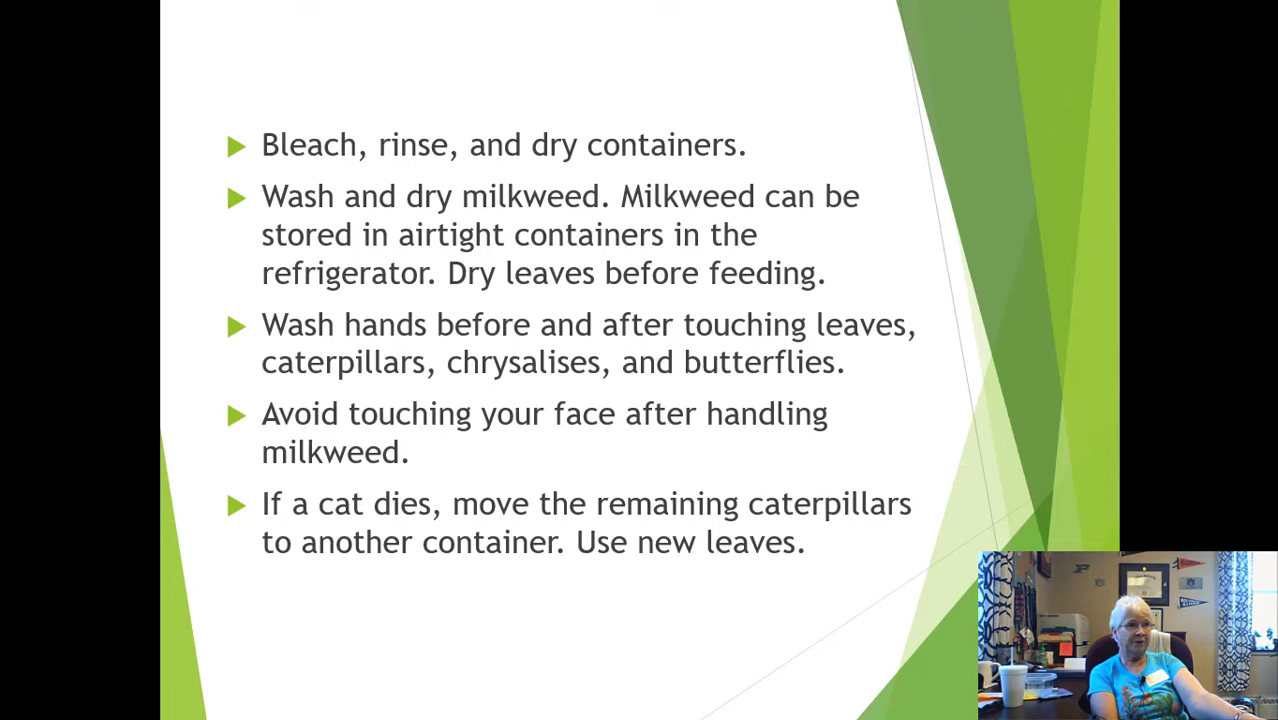 Bleach, rinse, and dry containers.
Wash and dry milkweed. Milkweed can be
stored in airtight containers in the
refrigerator. Dry leaves before feeding.
Wash hands before and after touching leaves,
caterpillars, chrysalises, and butterflies.
Avoid touching your face after handling
milkweed.
If a cat dies, move the remaining caterpillars
to another container. Use new leaves.